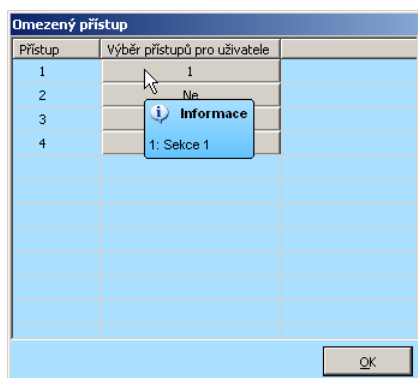 Omezený přístup
Přístup Výběr přístupů pro uživatele
1 1
2 Ne
3
4
Informace
1: Sekce 1
OK